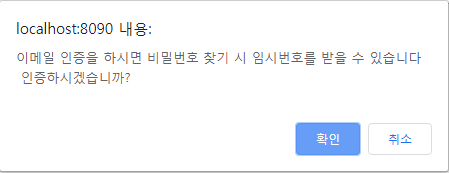 localhost:8090 내용:
이메일 인증을 하시면 비밀번호 찾기 시 임시번호를 받을 수 있습니다
인증하시겠습니까?
확인
취소